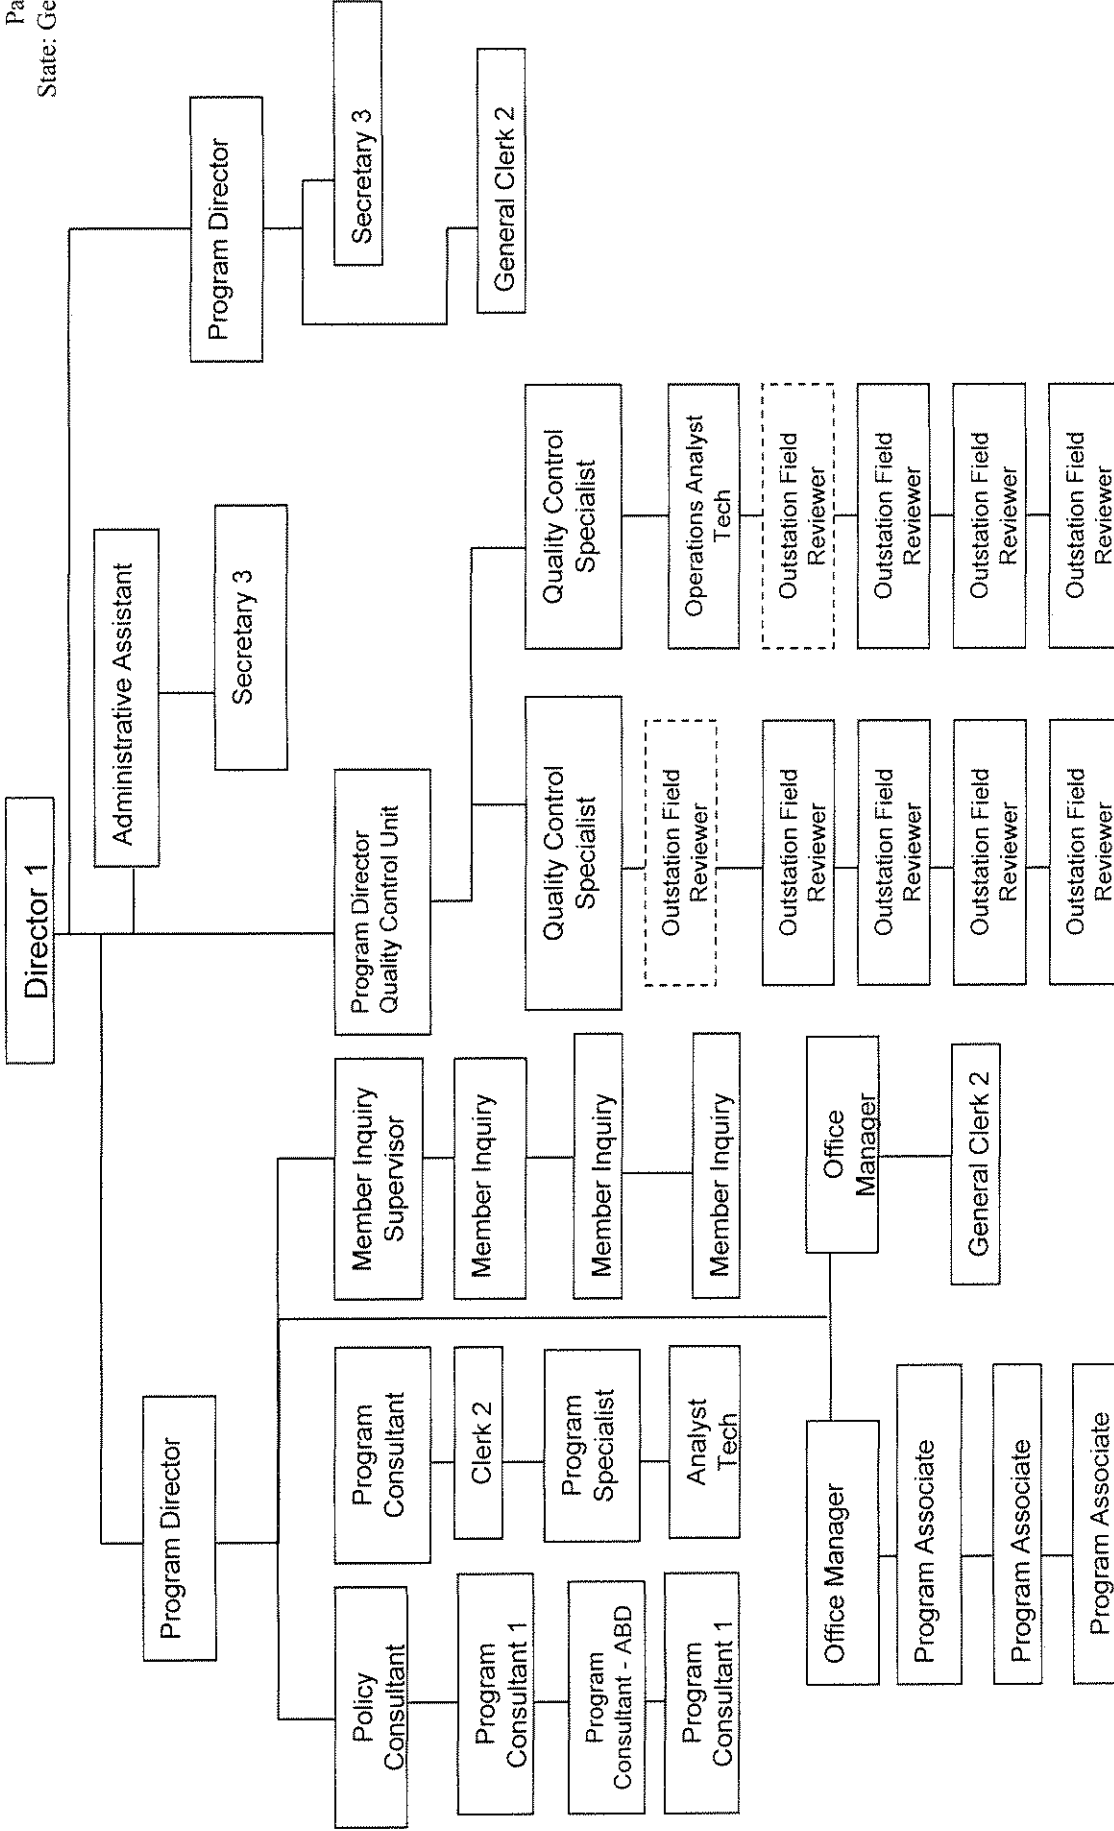 Pa
State: Ge
Director 1
Administrative Assistant
Secretary 3
Program Director
Secretary 3
General Clerk 2
Program Director
Policy
Consultant
Program
Consultant 1
Program
Consultant - ABD
Program
Consultant 1
Program
Consultant
Clerk 2
Program
Specialist
Analyst
Tech
Member Inquiry
Supervisor
Member Inquiry
Member Inquiry
Member Inquiry
Office Manager
Program Associate
Program Associate
Program Associate
Office
Manager
General Clerk 2
Program Director
Quality Control Unit
Quality Control
Specialist
Outstation Field
Reviewer
Outstation Field
Reviewer
Outstation Field
Reviewer
Outstation Field
Reviewer
Outstation Field
Reviewer
Quality Control
Specialist
Operations Analyst
Tech
Outstation Field
Reviewer
Outstation Field
Reviewer
Outstation Field
Reviewer
Outstation Field
Reviewer